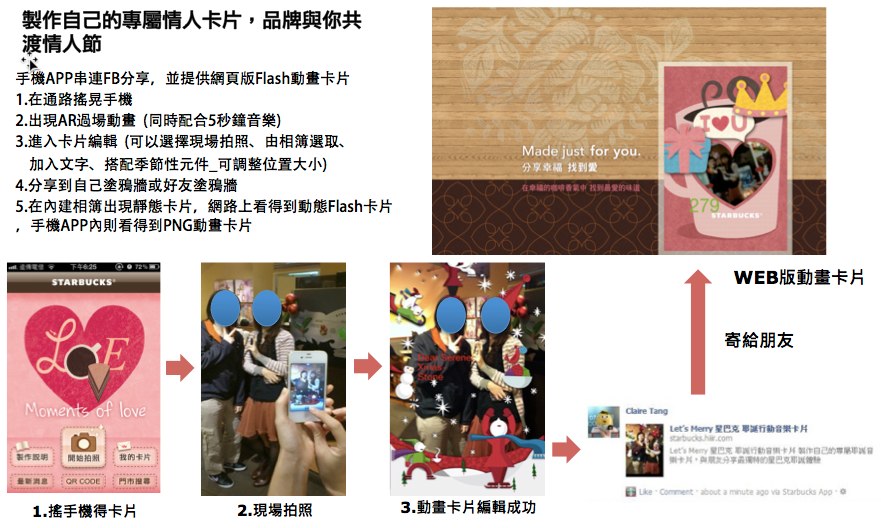 製作自己的專屬情人卡片，品牌與你共
渡情人節
手機APP串連FB分享，並提供網頁版Flash動畫卡片
1.在通路搖晃手機
2.出現AR過場動畫 (同時配合5秒鐘音樂)
3.進入卡片編輯 (可以選擇現場拍照、由相簿選取、
加入文字、搭配季節性元件_可調整位置大小)
4.分享到自己塗鴉牆或好友塗鴉牆
5.在內建相簿出現靜態卡片，網路上看得到動態Flash卡片
，手機APP內則看得到PNG動畫卡片
Made just for you.
分享幸福 找到愛
在幸福的咖啡香氣中 找到最愛的味道
I ♥ U
279
STARBUCKS
WEB版動畫卡片
寄給朋友
遠傳電信 下午6:25 72%
STARBUCKS
LOVE
Moments of love
製作說明 開始拍照 我的卡片
最新消息 QR CODE 門市搜尋
1.搖手機得卡片
2.現場拍照
Dear Serene
Xmas
Stone
3.動畫卡片編輯成功
Claire Tang
Let's Merry 星巴克 耶誕行動音樂卡片
starbucks.hiir.com
Let's Merry 星巴克 耶誕行動音樂卡片 製作自己的專屬耶誕音
樂卡片，與朋友分享最獨特的星巴克耶誕體驗
Like · Comment · about a minute ago via Starbucks App ·